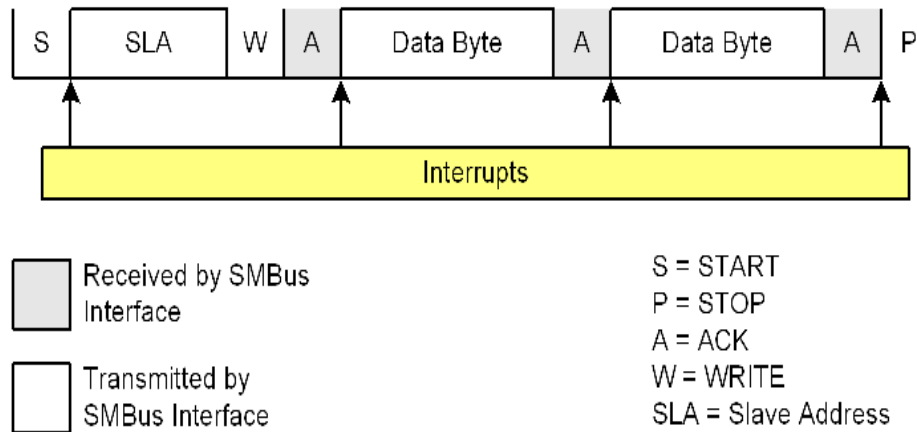 S SLA W A Data Byte A Data Byte A P
Interrupts
Received by SMBus
Interface
Transmitted by
SMBus Interface
S = START
P = STOP
A = ACK
W = WRITE
SLA = Slave Address